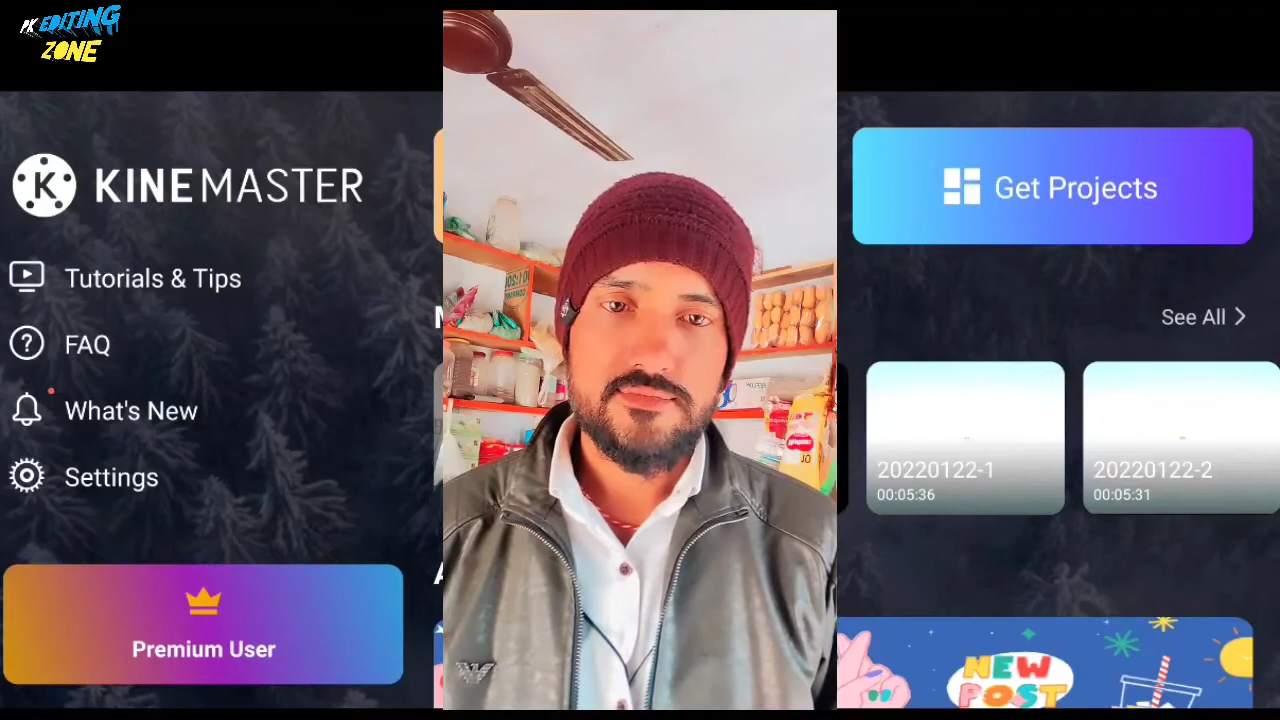 PK EDITING
ZONE
K KINEMASTER
Tutorials & Tips
FAQ
What's New
Settings
Premium User
Get Projects
See All
20220122-1
00:05:36
20220122-2
00:05:31
NEW
POST